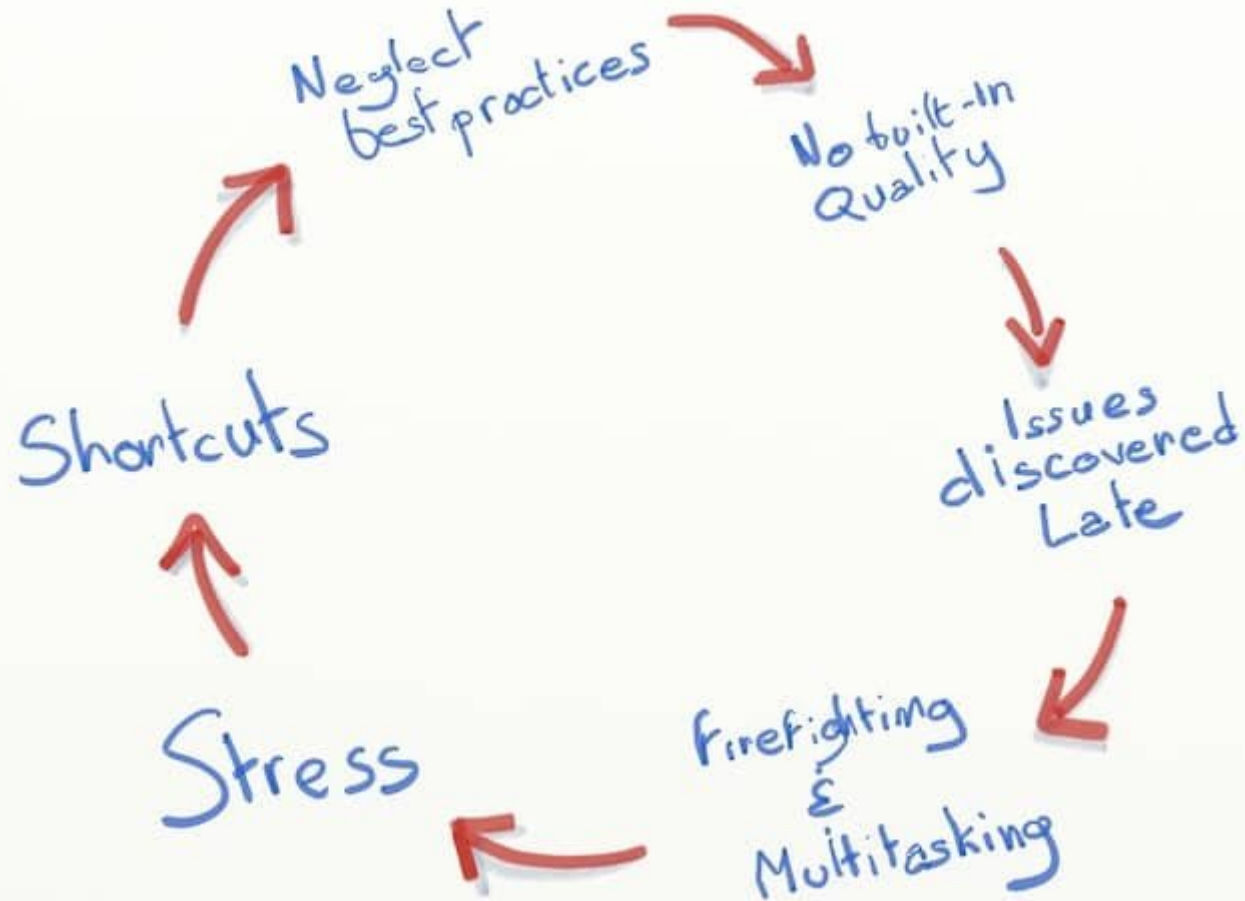 Neglect
best practices
No built-In
Quality
Issues
discovered
Late
Firefighting
&
Multitasking
Stress
Shortcuts